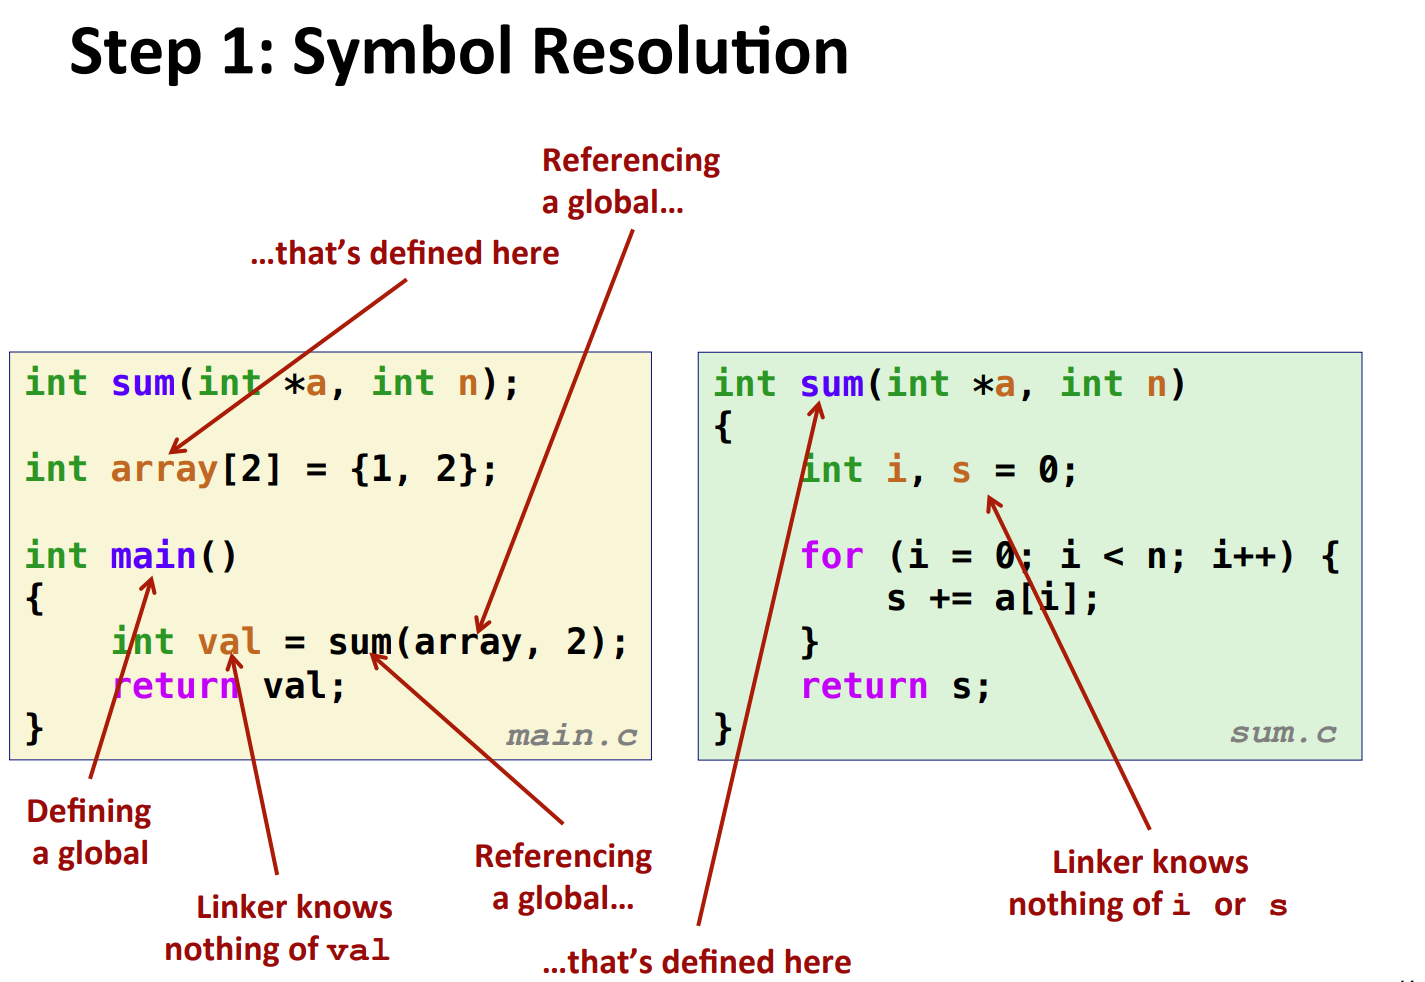 Step 1: Symbol Resolution
Referencing
a global…
…that’s defined here
int sum(int *a, int n);
int array[2] = {1, 2};
int main()
{
    int val = sum(array, 2);
    return val;
}
main.c
int sum(int *a, int n)
{
    int i, s = 0;
    for (i = 0; i < n; i++) {
        s += a[i];
    }
    return s;
}
sum.c
Defining
a global
Linker knows
nothing of val
Referencing
a global…
…that’s defined here
Linker knows
nothing of i or s